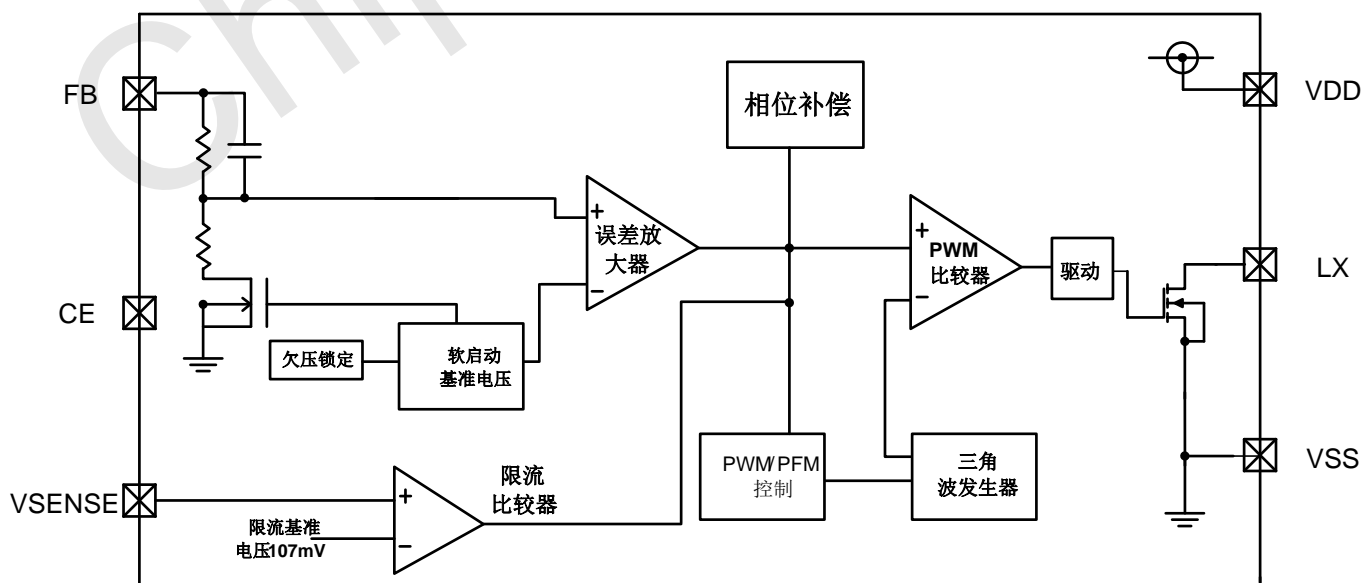 Chip
FB
VDD
相位补偿
+
误差放
大器
−
+
PWM
比较器
−
驱动
LX
CE
欠压锁定
软启动
基准电压
VSENSE
+
−
限流
比较器
限流基准
电压107mV
PWM/PFM
控制
三角
波发生器
VSS